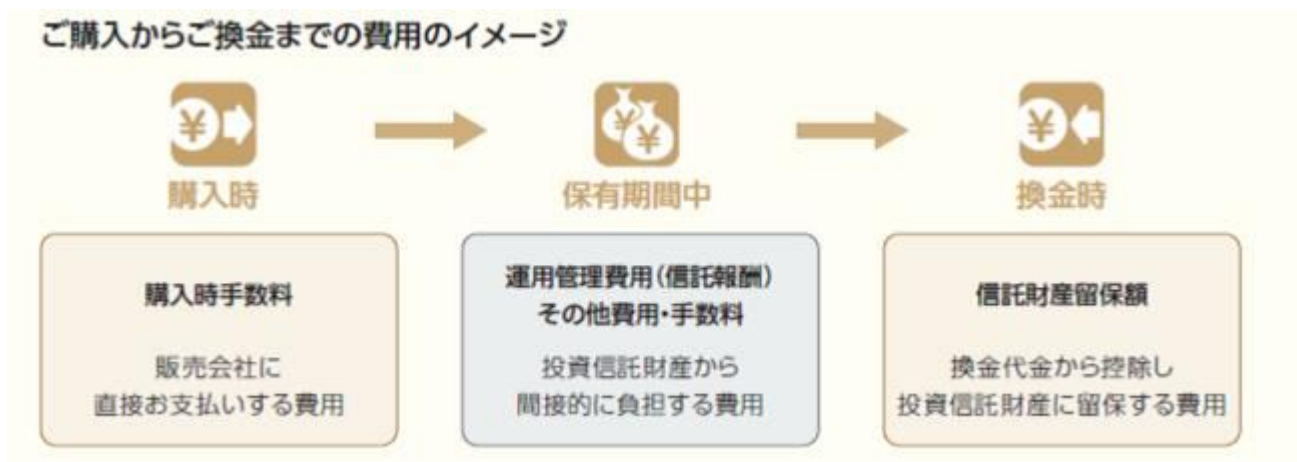 ご購入からご換金までの費用のイメージ
¥
¥ ¥
¥
購入時
保有期間中
換金時
購入時手数料
販売会社に
直接お支払いする費用
運用管理費用(信託報酬)
その他費用・手数料
投資信託財産から
間接的に負担する費用
信託財産留保額
換金代金から控除し
投資信託財産に留保する費用